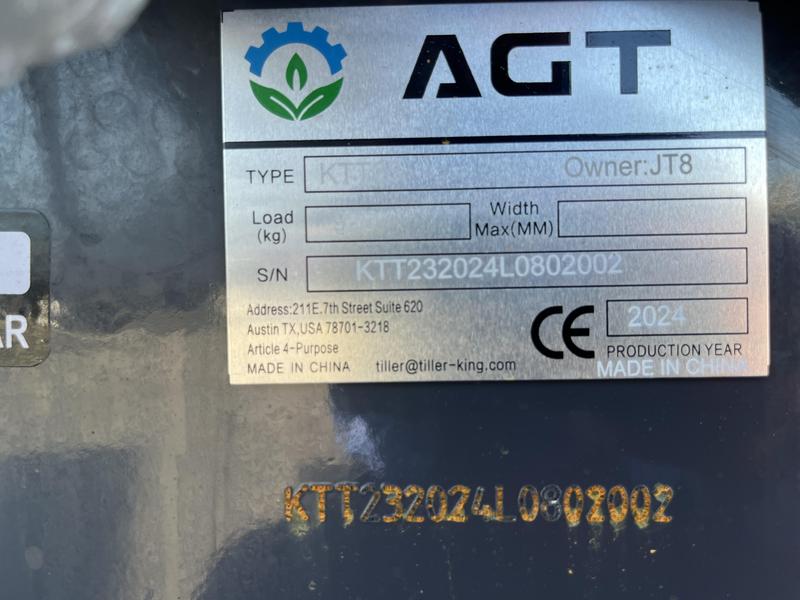 AGT
TYPE KTT Owner:JT8
Load (kg)
Width Max(MM)
S/N KTT232024L0802002
Address:211E.7th Street Suite 620
Austin TX,USA 78701-3218
Article 4-Purpose
MADE IN CHINA tiller@tiller-king.com
CE 2024
PRODUCTION YEAR
MADE IN CHINA
AR
KTT232024L0802002